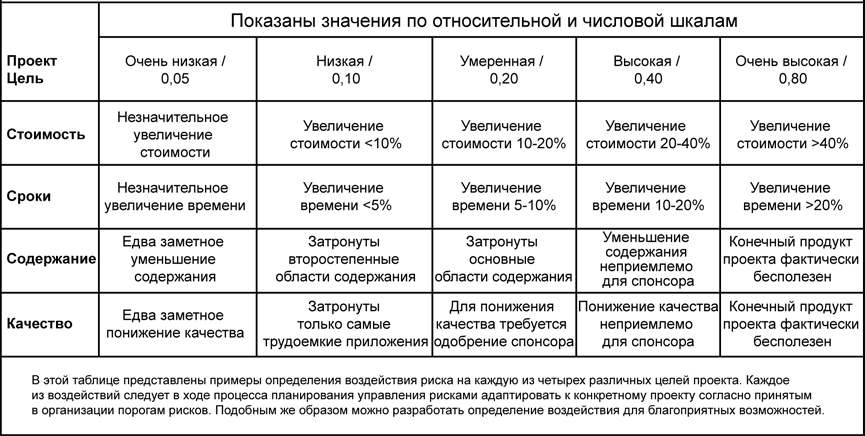 Показаны значения по относительной и числовой шкалам
Проект
Цель
Очень низкая /
0,05
Низкая /
0,10
Умеренная /
0,20
Высокая /
0,40
Очень высокая /
0,80
Стоимость
Незначительное
увеличение
стоимости
Увеличение
стоимости <10%
Увеличение
стоимости 10-20%
Увеличение
стоимости 20-40%
Увеличение
стоимости >40%
Сроки
Незначительное
увеличение времени
Увеличение
времени <5%
Увеличение
времени 5-10%
Увеличение
времени 10-20%
Увеличение
времени >20%
Содержание
Едва заметное
уменьшение
содержания
Затронуты
второстепенные
области содержания
Затронуты
основные
области содержания
Уменьшение
содержания
неприемлемо
для спонсора
Конечный продукт
проекта фактически
бесполезен
Качество
Едва заметное
понижение качества
Затронуты
только самые
трудоемкие приложения
Для понижения
качества требуется
одобрение спонсора
Понижение качества
неприемлемо
для спонсора
Конечный продукт
проекта фактически
бесполезен
В этой таблице представлены примеры определения воздействия риска на каждую из четырех различных целей проекта. Каждое
из воздействий следует в ходе процесса планирования управления рисками адаптировать к конкретному проекту согласно принятым
в организации порогам рисков. Подобным же образом можно разработать определение воздействия для благоприятных возможностей.